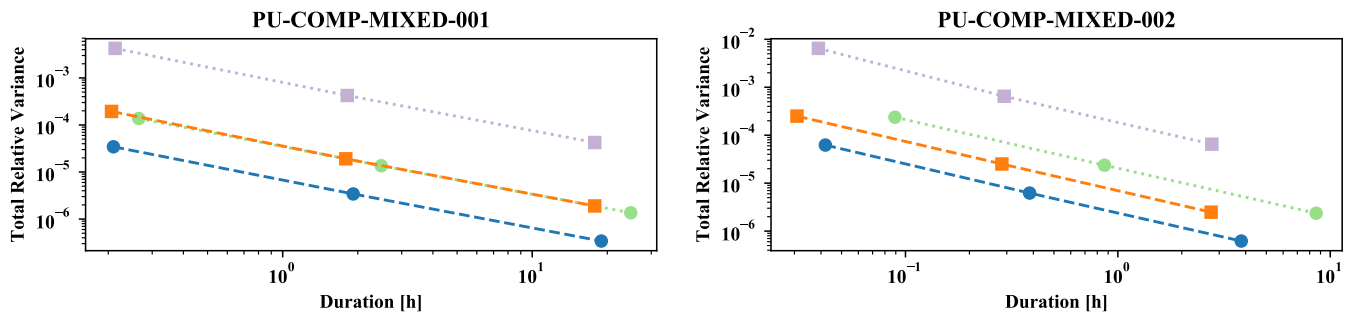 PU-COMP-MIXED-001
Total Relative Variance
10⁻³
10⁻⁴
10⁻⁵
10⁻⁶
10⁰
10¹
Duration [h]
PU-COMP-MIXED-002
Total Relative Variance
10⁻²
10⁻³
10⁻⁴
10⁻⁵
10⁻⁶
10⁻¹
10⁰
10¹
Duration [h]